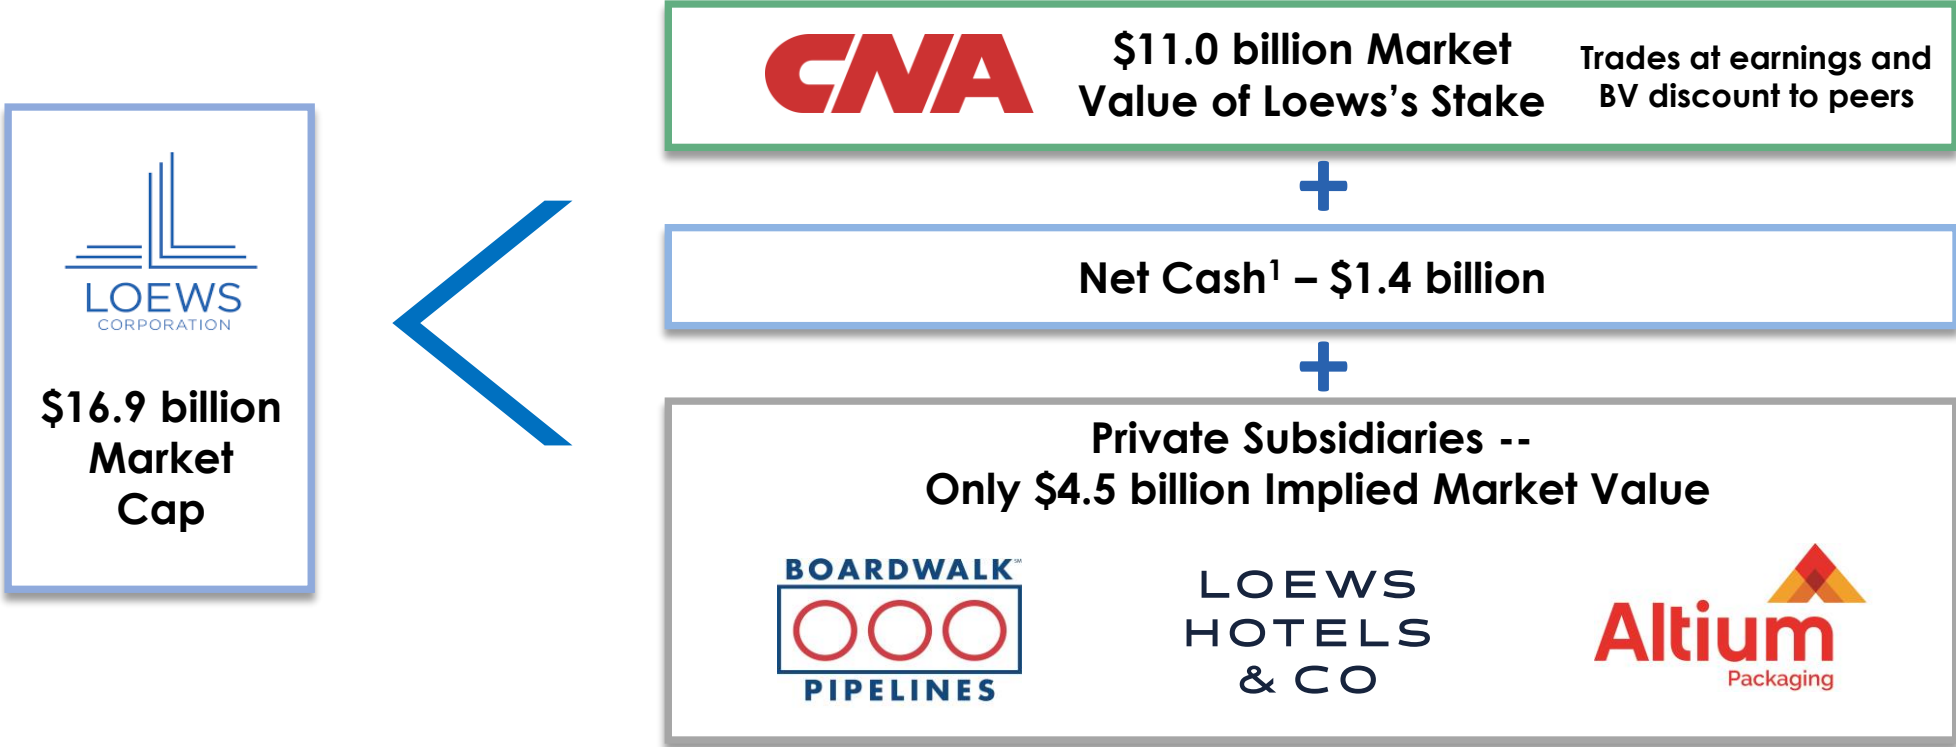 LOEWS
CORPORATION
$16.9 billion
Market
Cap
CNA
$11.0 billion Market
Value of Loews’s Stake
Trades at earnings and
BV discount to peers
+
Net Cash¹ – $1.4 billion
+
Private Subsidiaries --
Only $4.5 billion Implied Market Value
BOARDWALK℠
PIPELINES
LOEWS
HOTELS
& CO
Altium
Packaging